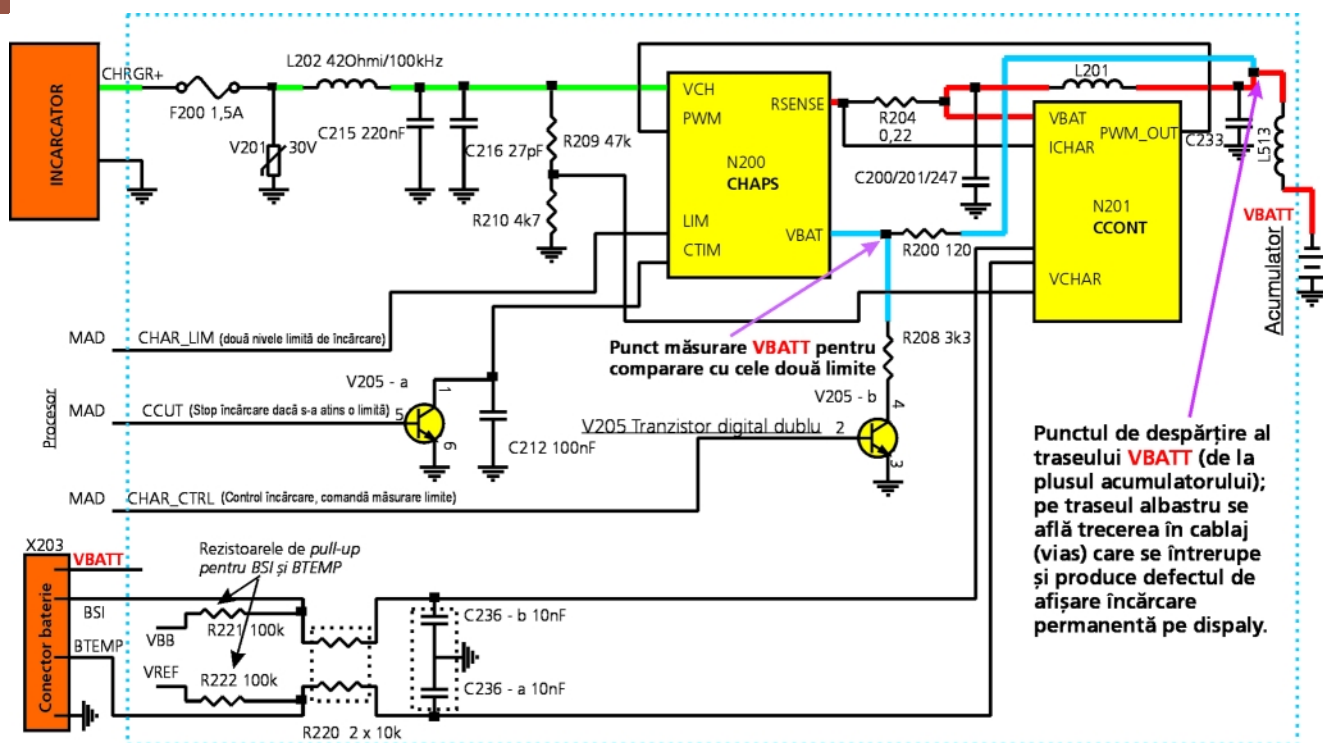 INCARCATOR
CHRGR+
F200 1,5A
L202 42Ohmi/100kHz
V201
30V
C215 220nF
C216 27pF
R209 47k
R210 4k7
VCH
PWM
RSENSE
N200
CHAPS
LIM
CTIM
VBAT
R204
0,22
C200/201/247
R200 120
L201
VBAT
PWM_OUT
ICHAR
N201
CCONT
VCHAR
C233
L513
VBATT
Acumulator
Procesor
MAD
CHAR_LIM (două nivele limită de încărcare)
MAD
CCUT (Stop încărcare dacă s-a atins o limită)
MAD
CHAR_CTRL (Control încărcare, comandă măsurare limite)
V205 - a
1
5
6
C212 100nF
Punct măsurare VBATT pentru
comparare cu cele două limite
R208 3k3
V205 - b
4
V205 Tranzistor digital dublu
2
3
Punctul de despărțire al
traseului VBATT (de la
plusul acumulatorului);
pe traseul albastru se
află trecerea în cablaj
(vias) care se întrerupe
și produce defectul de
afișare încărcare
permanentă pe dispaly.
X203
VBATT
Conector baterie
BSI
BTEMP
Rezistoarele de pull-up
pentru BSI și BTEMP
VBB
R221 100k
VREF
R222 100k
R220 2 x 10k
C236 - b 10nF
C236 - a 10nF